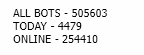 ALL BOTS - 505603
TODAY - 4479
ONLINE - 254410